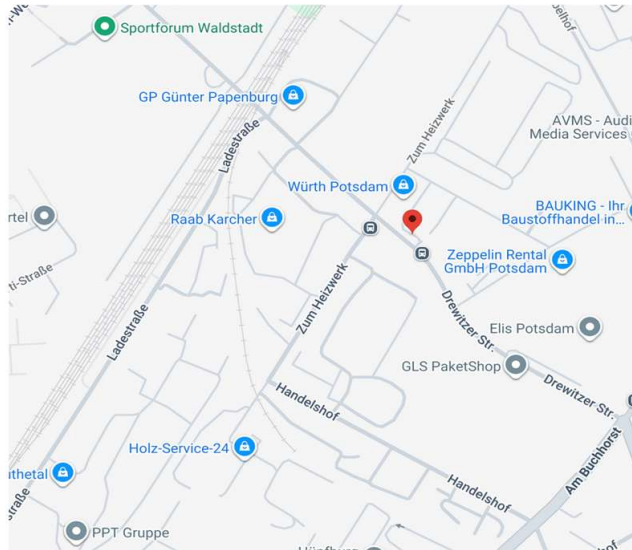 Sportforum Waldstadt
GP Günter Papenburg
Ladestraße
Zum Heizwerk
AVMS - Audi
Media Services
Würth Potsdam
Raab Karcher
BAUKING - Ihr
Baustoffhandel in...
rtel
ti-Straße
Zeppelin Rental
GmbH Potsdam
Zum Heizwerk
Drewitzer Str.
Ladestraße
Elis Potsdam
GLS PaketShop
Drewitzer Str.
Handelshof
Am Buchhorst
Holz-Service-24
uthetal
Handelshof
straße
PPT Gruppe